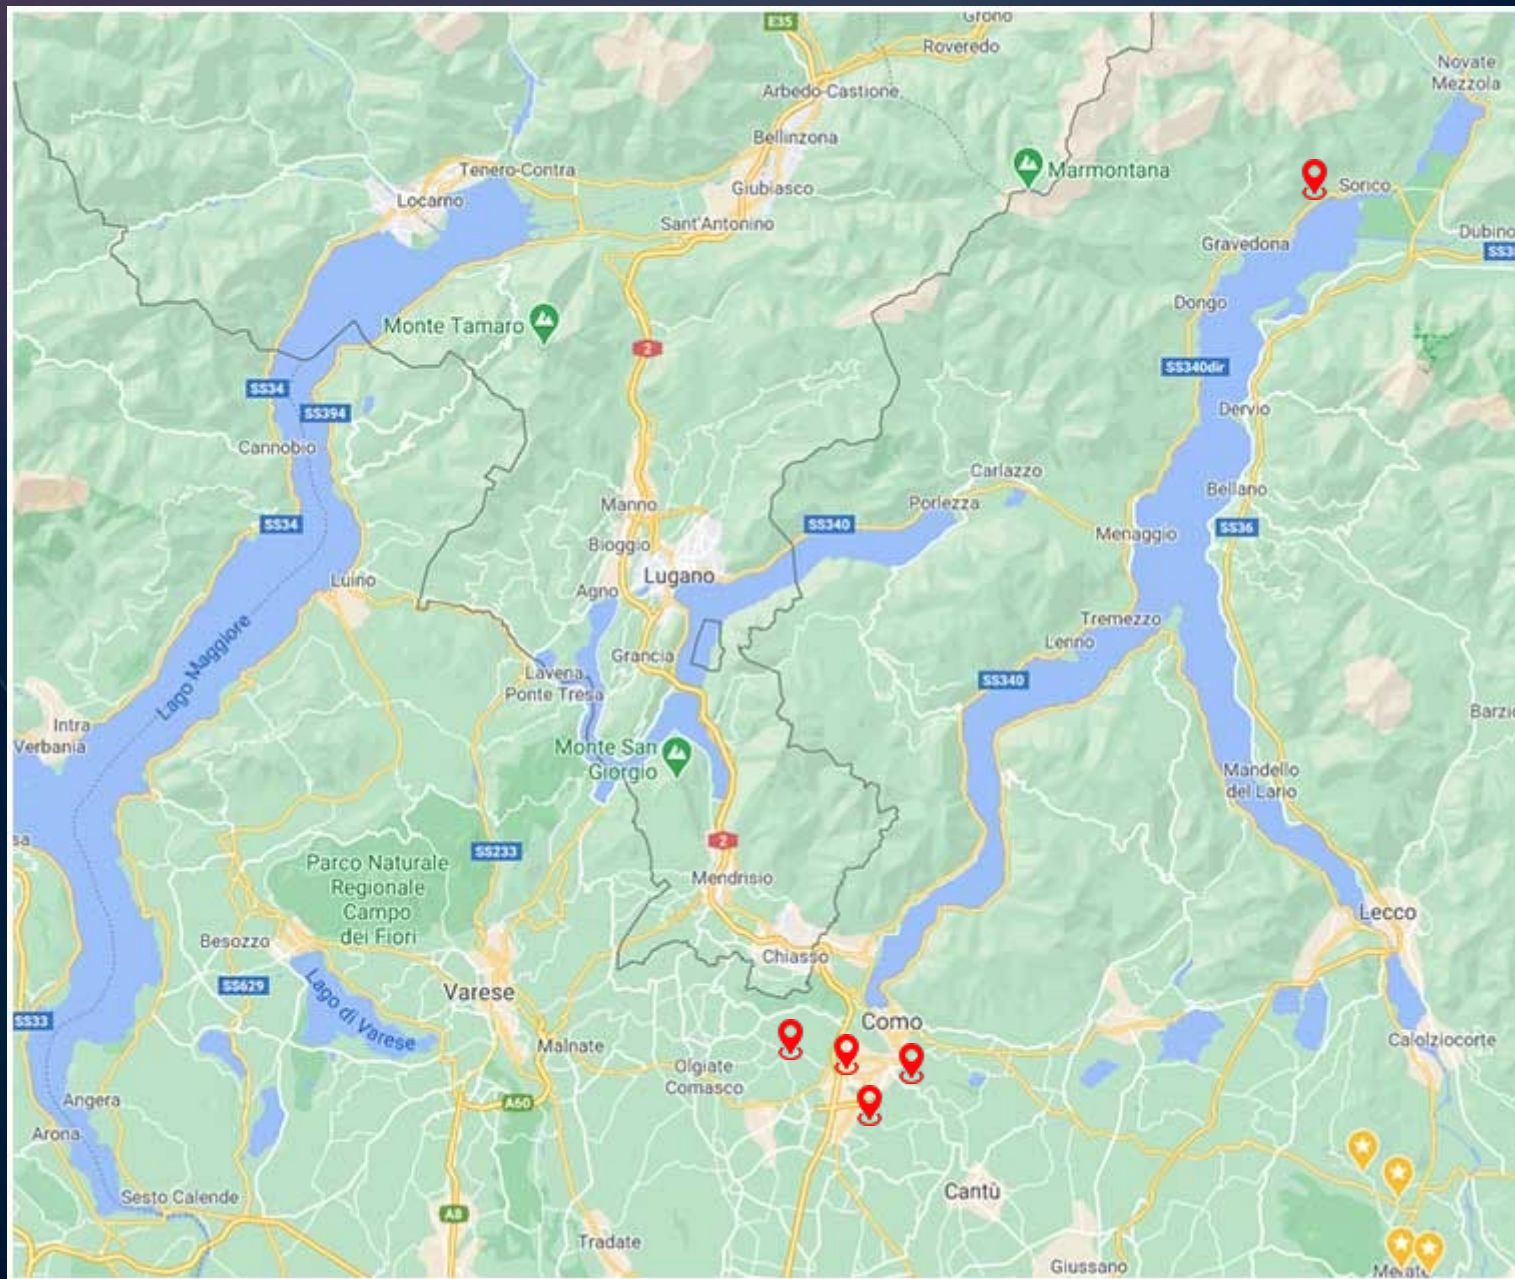 E35
Grono
Roveredo
Novate
Mezzola
Arbedo-Castione
Bellinzona
Tenero-Contra
Marmontana
Giubiasco
Sorico
Locarno
Sant'Antonino
Gravedona
Dubino
Dongo
Monte Tamaro
2
SS340dir
SS34
SS394
Dervio
Cannobio
Carlazzo
Bellano
Manno
Porlezza
SS34
SS340
SS36
Menaggio
Bioggio
Lugano
Luino
Agno
Tremezzo
Lenno
Lago Maggiore
Grancia
Lavena
Ponte Tresa
SS340
Intra
Verbania
Barzio
Monte San
Giorgio
Mandello
del Lario
2
SS233
Parco Naturale
Regionale
Campo
dei Fiori
Mendrisio
Lecco
Besozzo
Chiasso
SS629
Lago di Varese
Varese
SS33
Como
Malnate
Calolziocorte
Olgiate
Comasco
Angera
A60
Arona
Sesto Calende
Cantù
A8
Tradate
Giussano
Merate